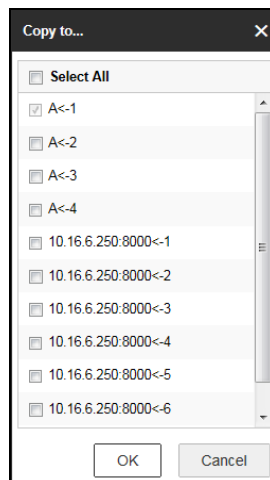 Copy to...
Select All
A<-1
A<-2
A<-3
A<-4
10.16.6.250:8000<-1
10.16.6.250:8000<-2
10.16.6.250:8000<-3
10.16.6.250:8000<-4
10.16.6.250:8000<-5
10.16.6.250:8000<-6
OK Cancel